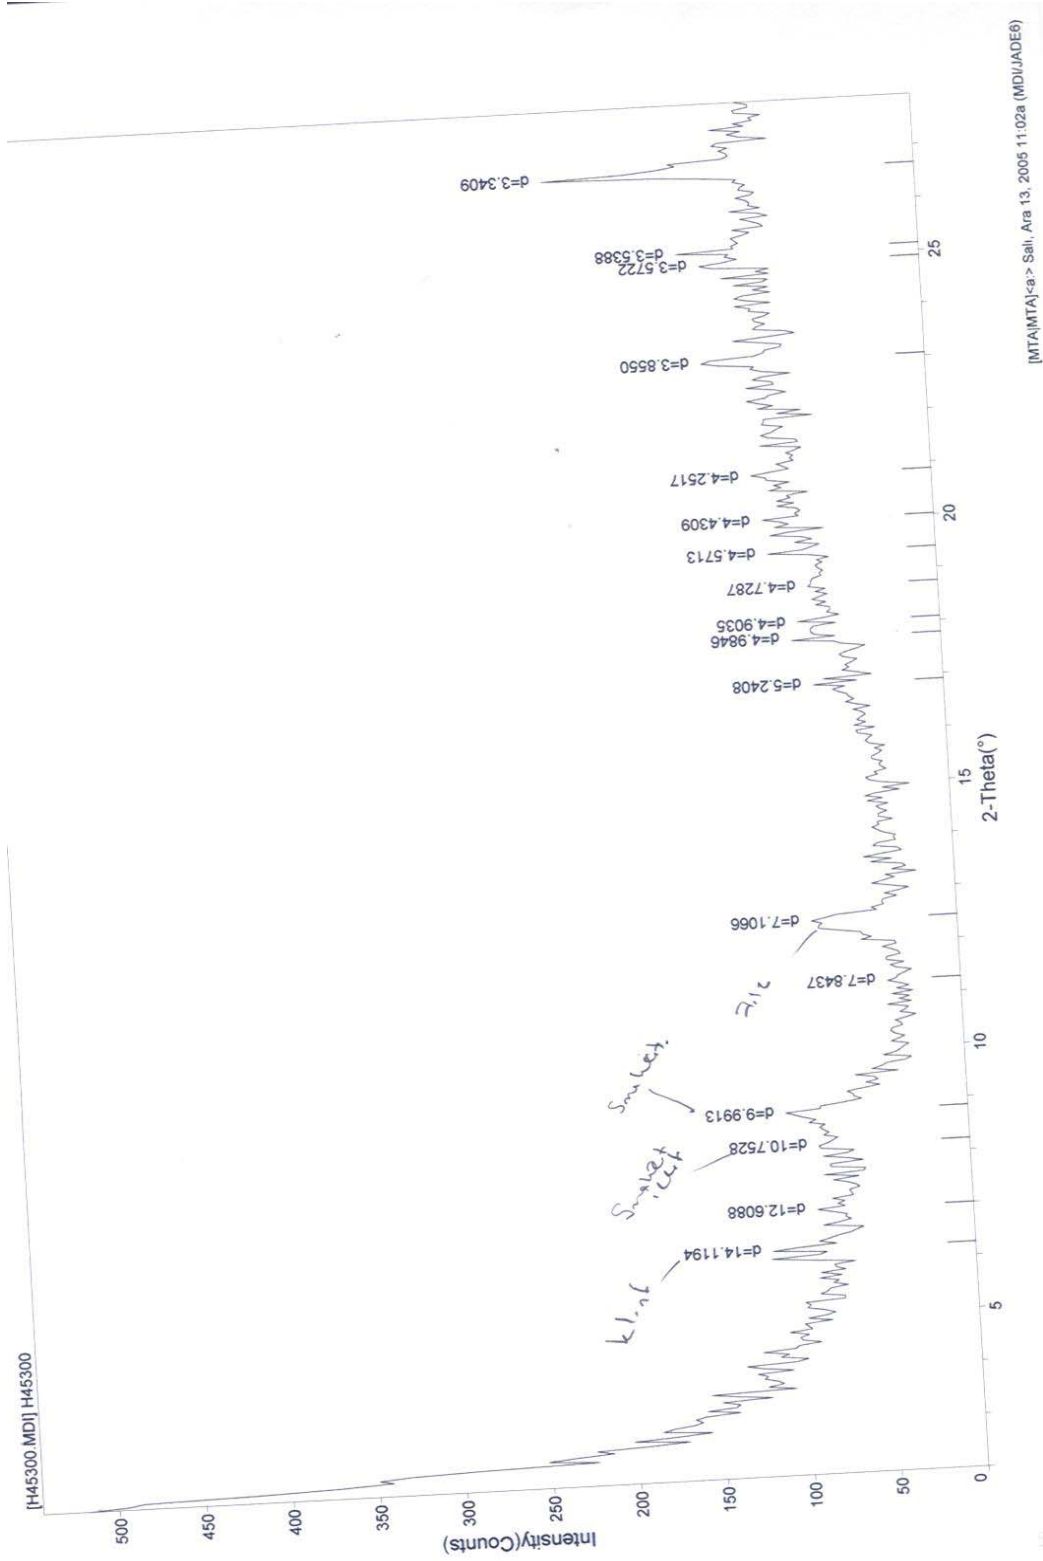 [H45300.MDI] H45300
Intensity(Counts)
500
450
400
350
300
250
200
150
100
50
0
klorit
d=14.1194
d=12.6088
d=10.7528
d=9.9913
d=7.8437
d=7.1066
d=5.2408
d=4.9846
d=4.9035
d=4.7287
d=4.5713
d=4.4309
d=4.2517
d=3.8550
d=3.5722
d=3.5388
d=3.3409
5
10
15
20
25
2-Theta(°)
[MTA|MTA]<a:> Salı, Ara 13, 2005 11:02a (MDI/JADE6)